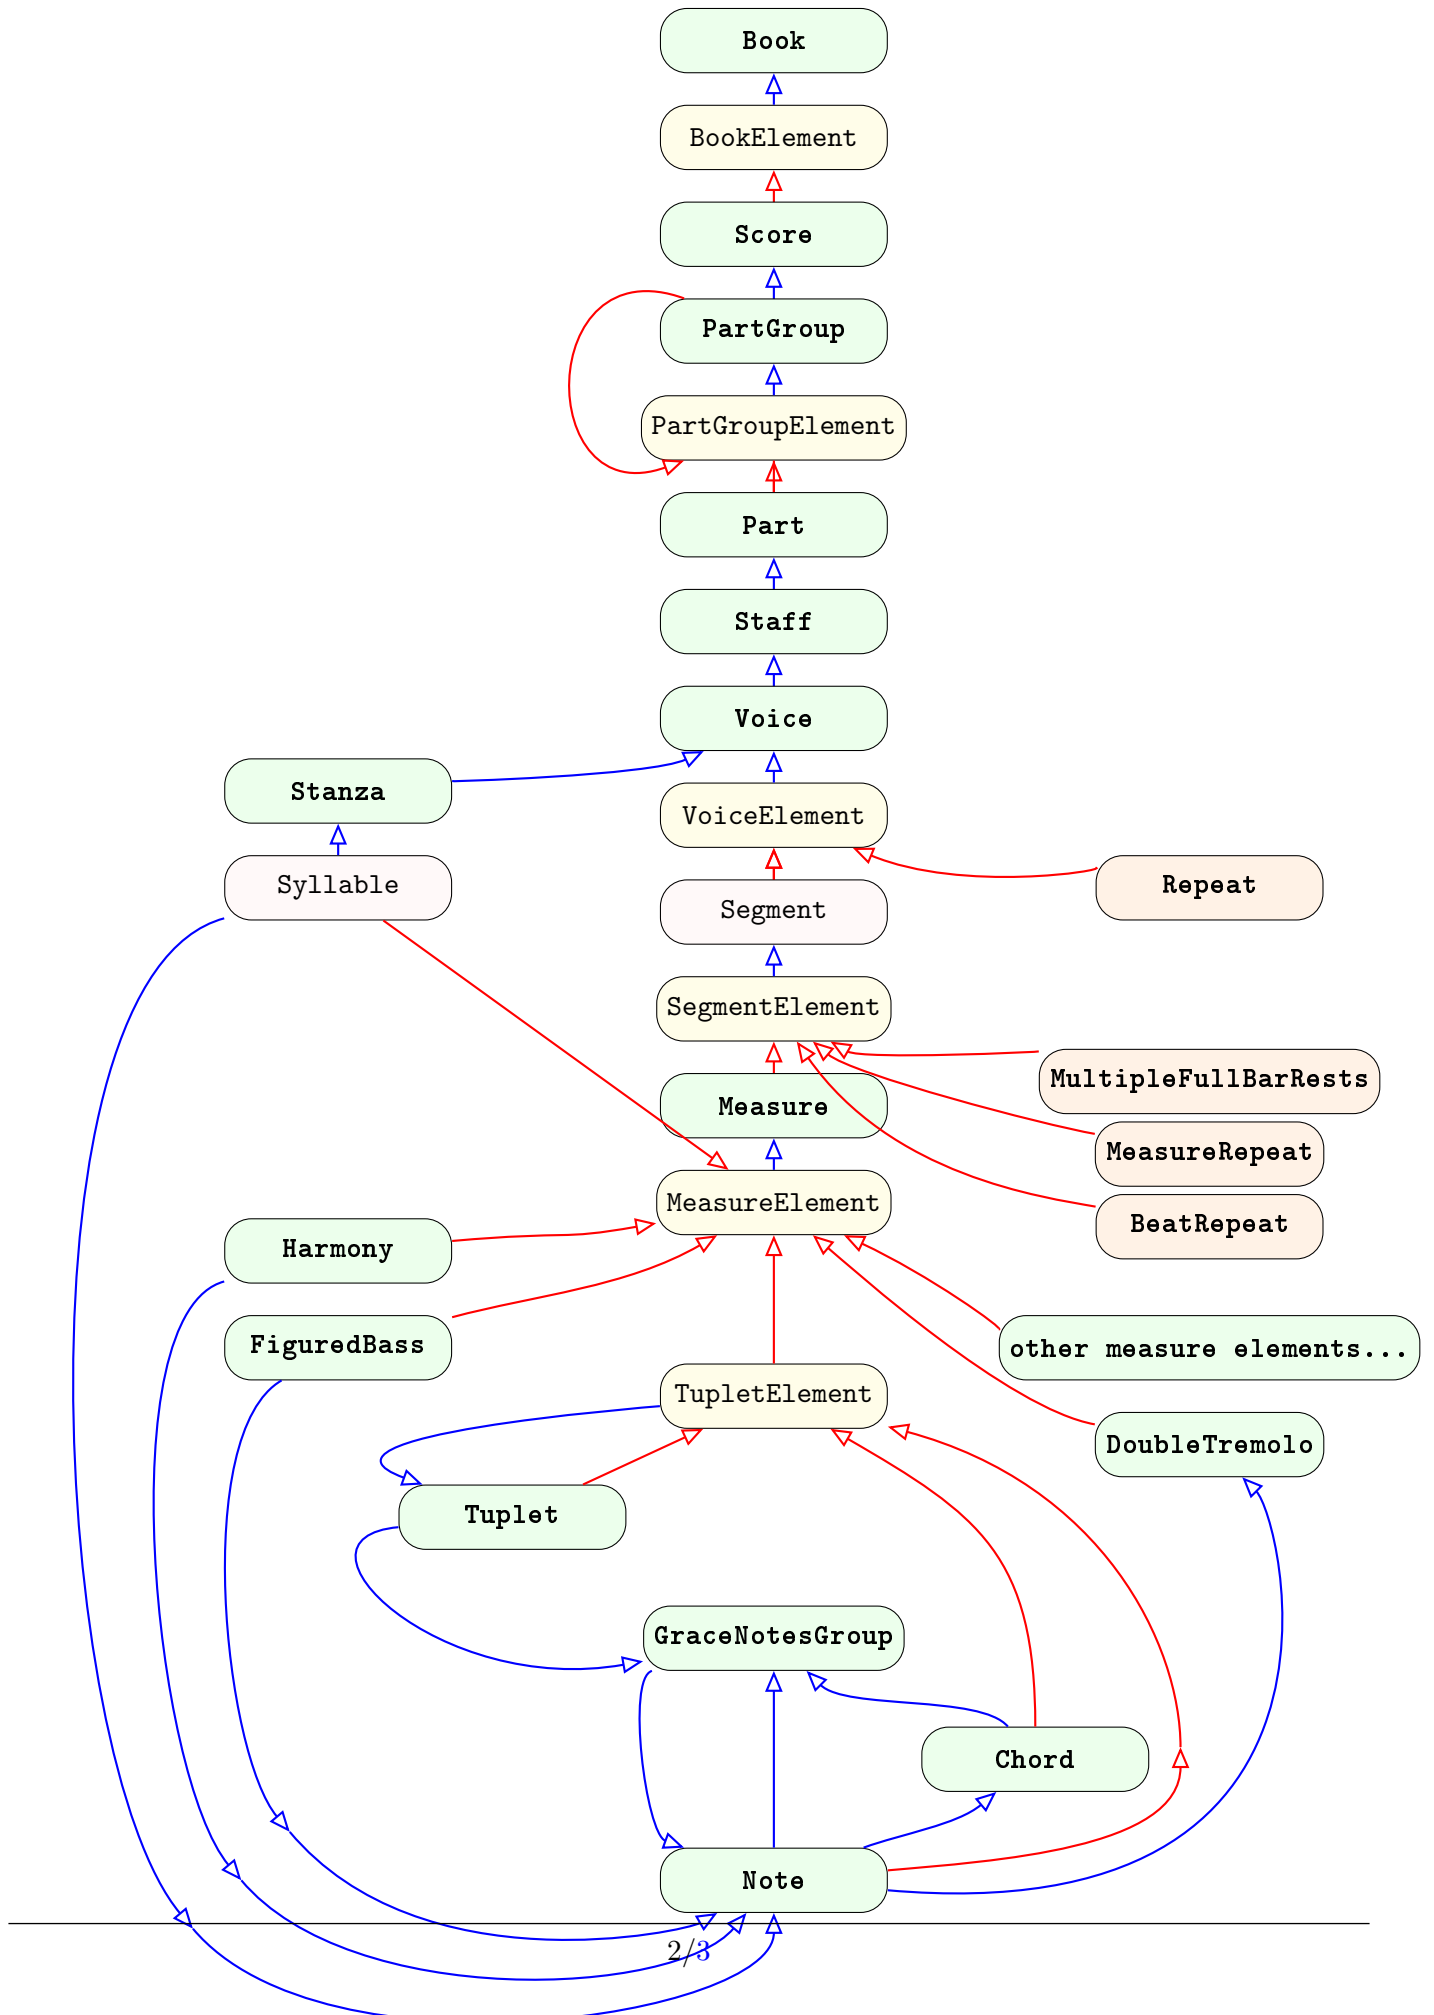 Book
BookElement
Score
PartGroup
PartGroupElement
Part
Staff
Voice
Stanza
VoiceElement
Syllable
Repeat
Segment
SegmentElement
MultipleFullBarRests
Measure
MeasureRepeat
MeasureElement
BeatRepeat
Harmony
FiguredBass
other measure elements...
TupletElement
DoubleTremolo
Tuplet
GraceNotesGroup
Chord
Note
2/3